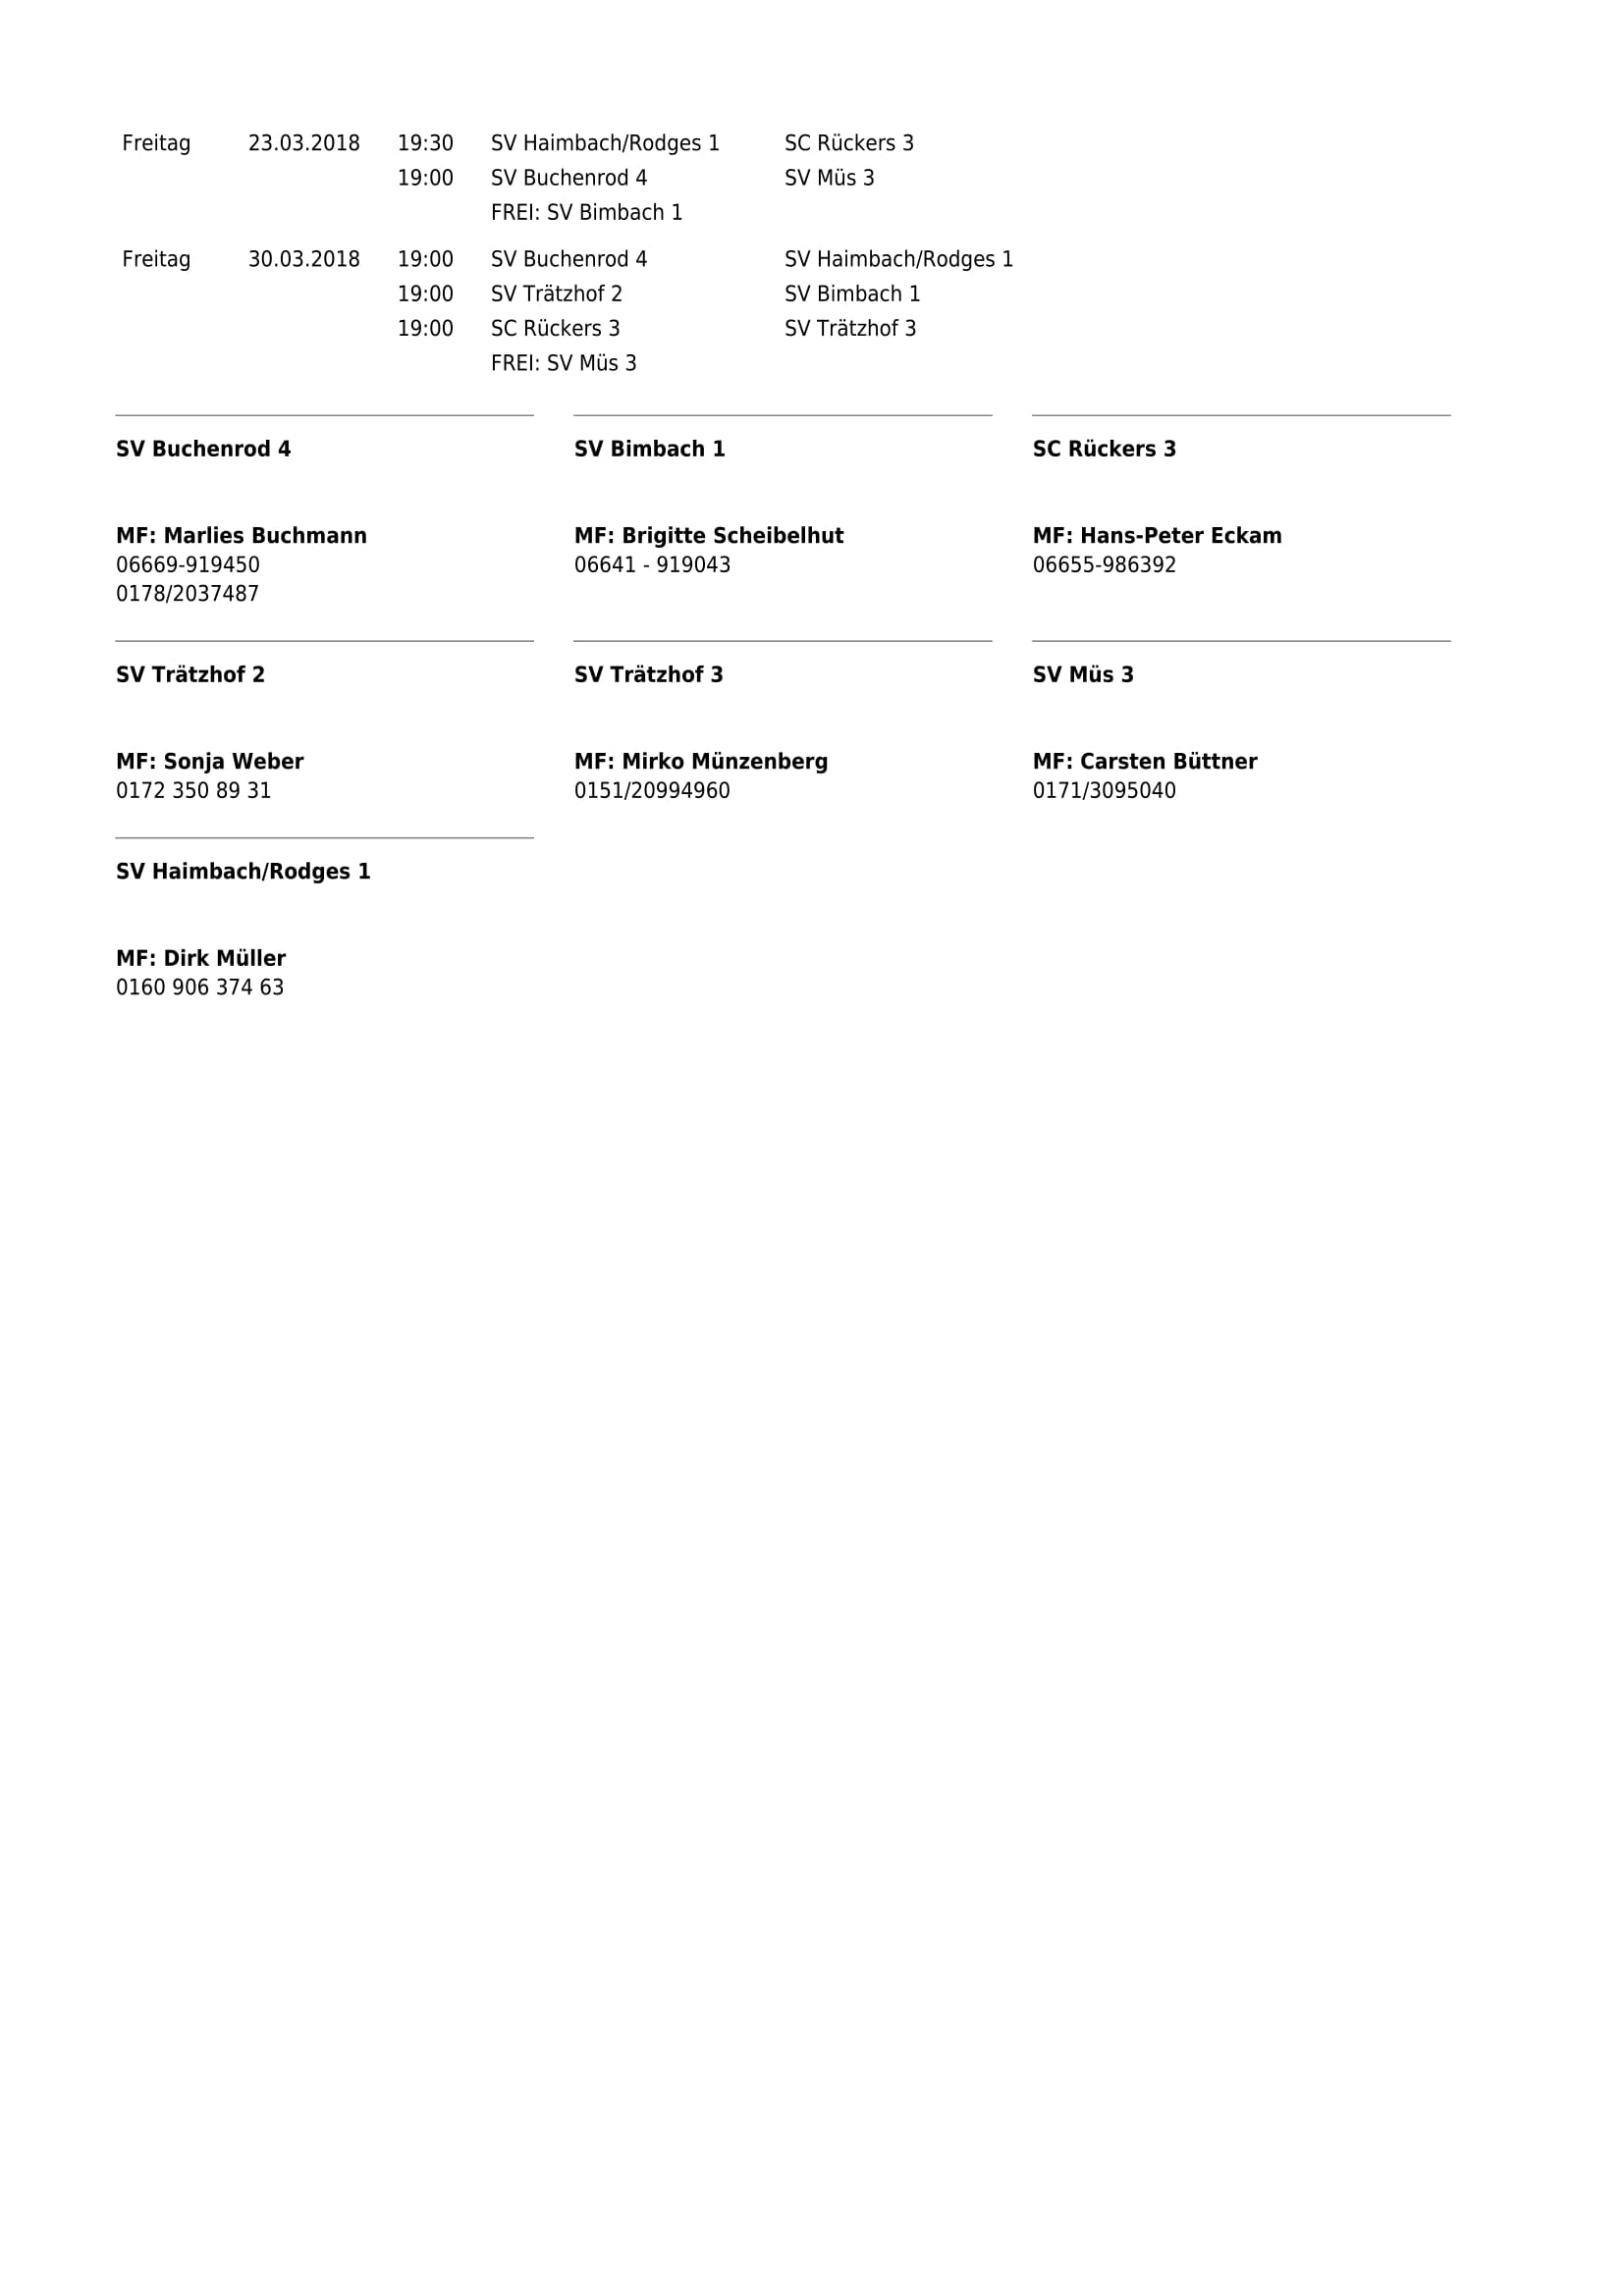 Freitag 23.03.2018 19:30 SV Haimbach/Rodges 1 SC Rückers 3
19:00 SV Buchenrod 4 SV Müs 3
FREI: SV Bimbach 1
Freitag 30.03.2018 19:00 SV Buchenrod 4 SV Haimbach/Rodges 1
19:00 SV Trätzhof 2 SV Bimbach 1
19:00 SC Rückers 3 SV Trätzhof 3
FREI: SV Müs 3
SV Buchenrod 4
MF: Marlies Buchmann
06669-919450
0178/2037487
SV Bimbach 1
MF: Brigitte Scheibelhut
06641 - 919043
SC Rückers 3
MF: Hans-Peter Eckam
06655-986392
SV Trätzhof 2
MF: Sonja Weber
0172 350 89 31
SV Trätzhof 3
MF: Mirko Münzenberg
0151/20994960
SV Müs 3
MF: Carsten Büttner
0171/3095040
SV Haimbach/Rodges 1
MF: Dirk Müller
0160 906 374 63